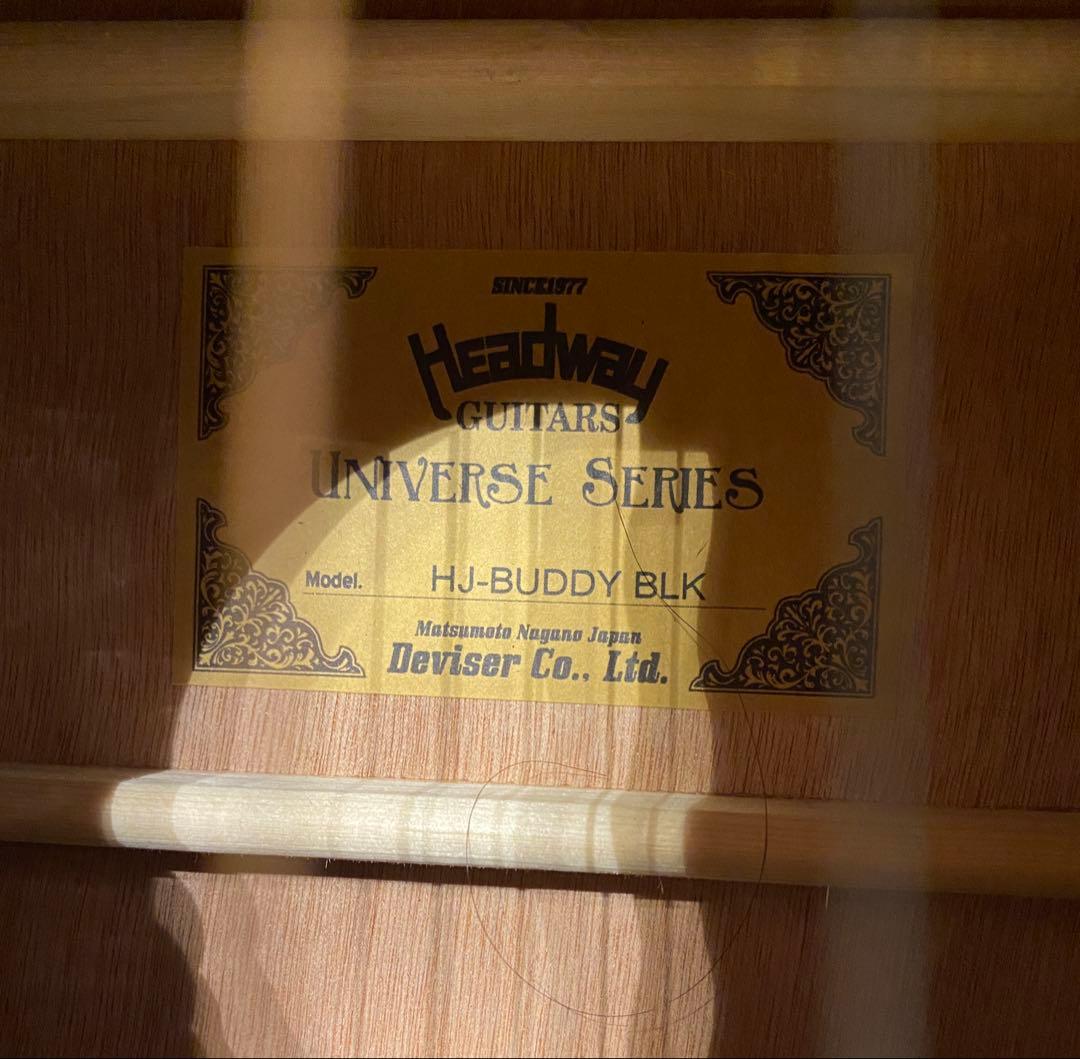 SINCE1977
Headway
GUITARS
UNIVERSE SERIES
Model. HJ-BUDDY BLK
Matsumoto Nagano Japan
Deviser Co., Ltd.